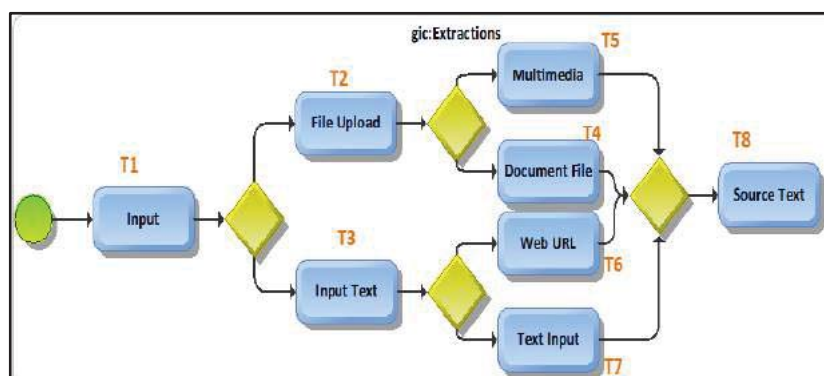 gic:Extractions
T1
Input
T2
File Upload
T3
Input Text
T5
Multimedia
T4
Document File
Web URL
T6
Text Input
T7
T8
Source Text